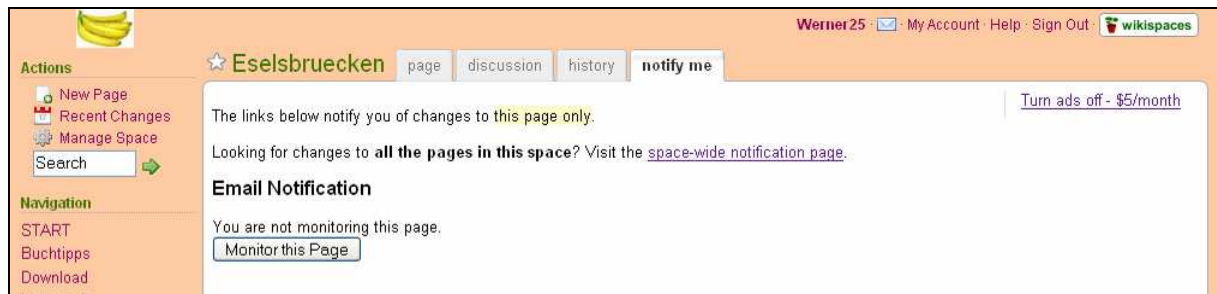 Werner25 · My Account · Help · Sign Out · wikispaces
Actions
New Page
Recent Changes
Manage Space
Search
Navigation
START
Buchtipps
Download
Eselsbruecken page discussion history notify me
Turn ads off - $5/month
The links below notify you of changes to this page only.
Looking for changes to all the pages in this space? Visit the space-wide notification page.
Email Notification
You are not monitoring this page.
Monitor this Page